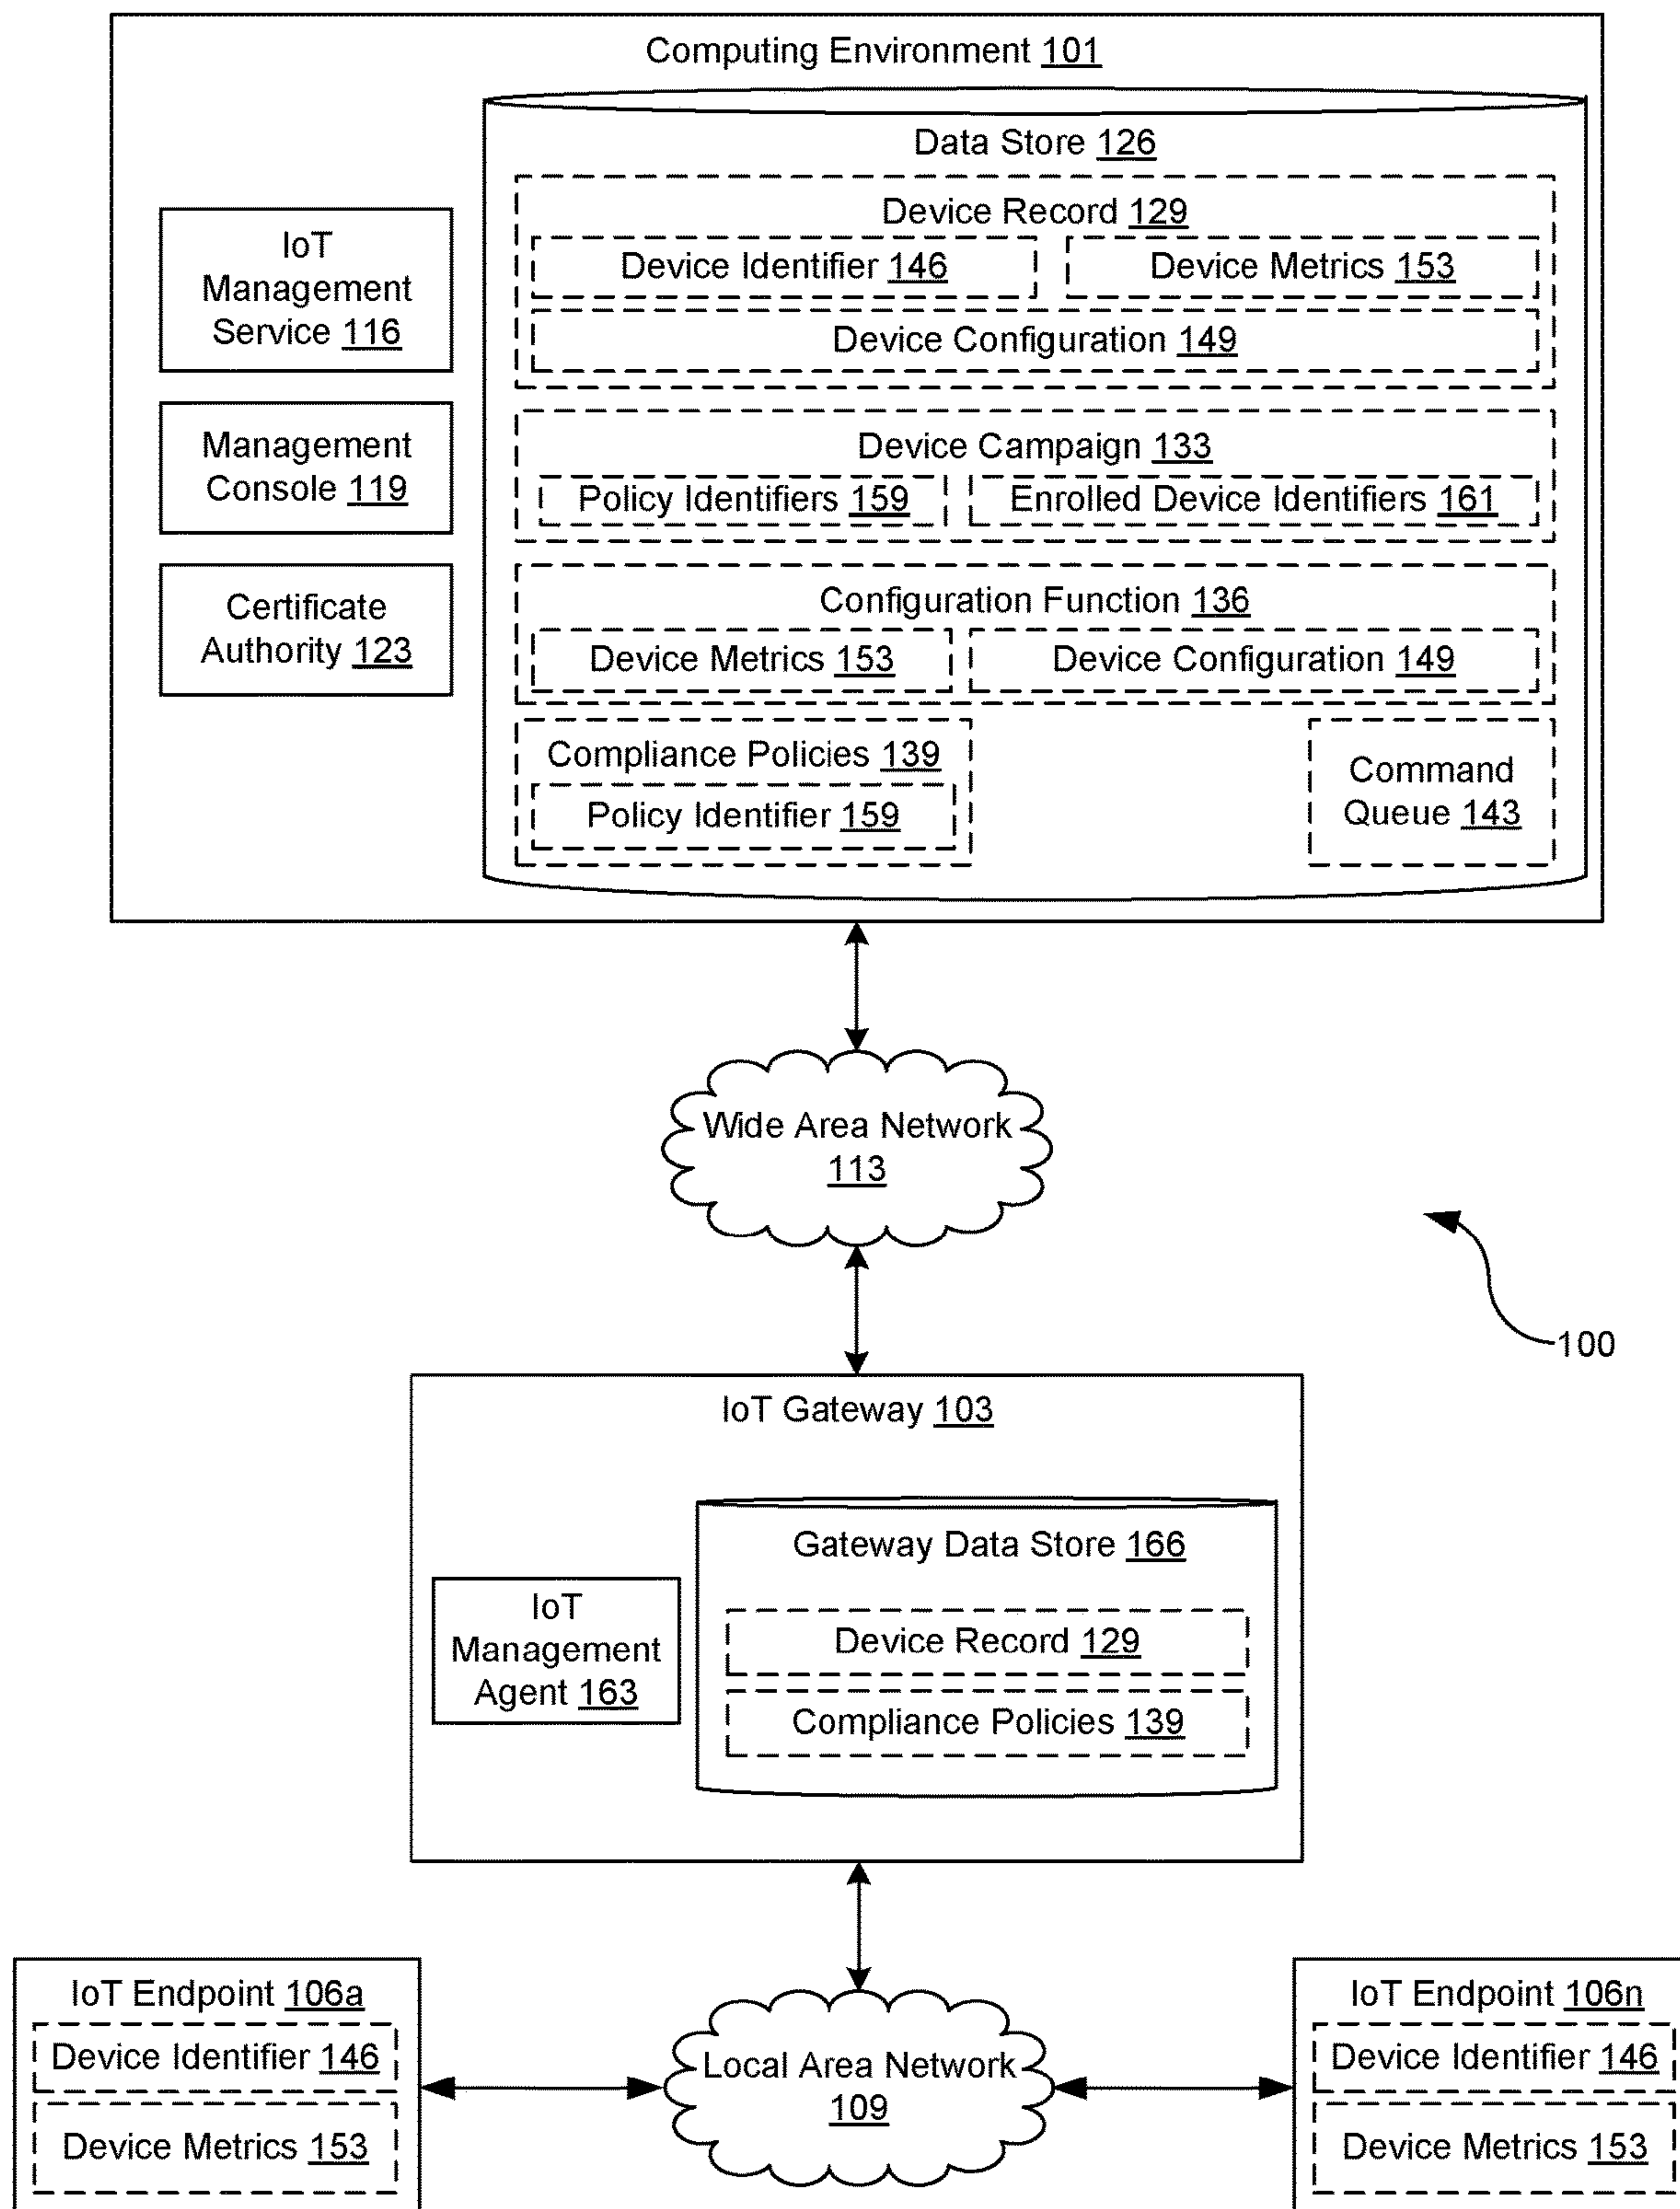 Computing Environment 101
Data Store 126
IoT
Management
Service 116
Management
Console 119
Certificate
Authority 123
Device Record 129
Device Identifier 146
Device Metrics 153
Device Configuration 149
Device Campaign 133
Policy Identifiers 159
Enrolled Device Identifiers 161
Configuration Function 136
Device Metrics 153
Device Configuration 149
Compliance Policies 139
Policy Identifier 159
Command
Queue 143
Wide Area Network
113
100
IoT Gateway 103
IoT
Management
Agent 163
Gateway Data Store 166
Device Record 129
Compliance Policies 139
IoT Endpoint 106a
Device Identifier 146
Device Metrics 153
Local Area Network
109
IoT Endpoint 106n
Device Identifier 146
Device Metrics 153